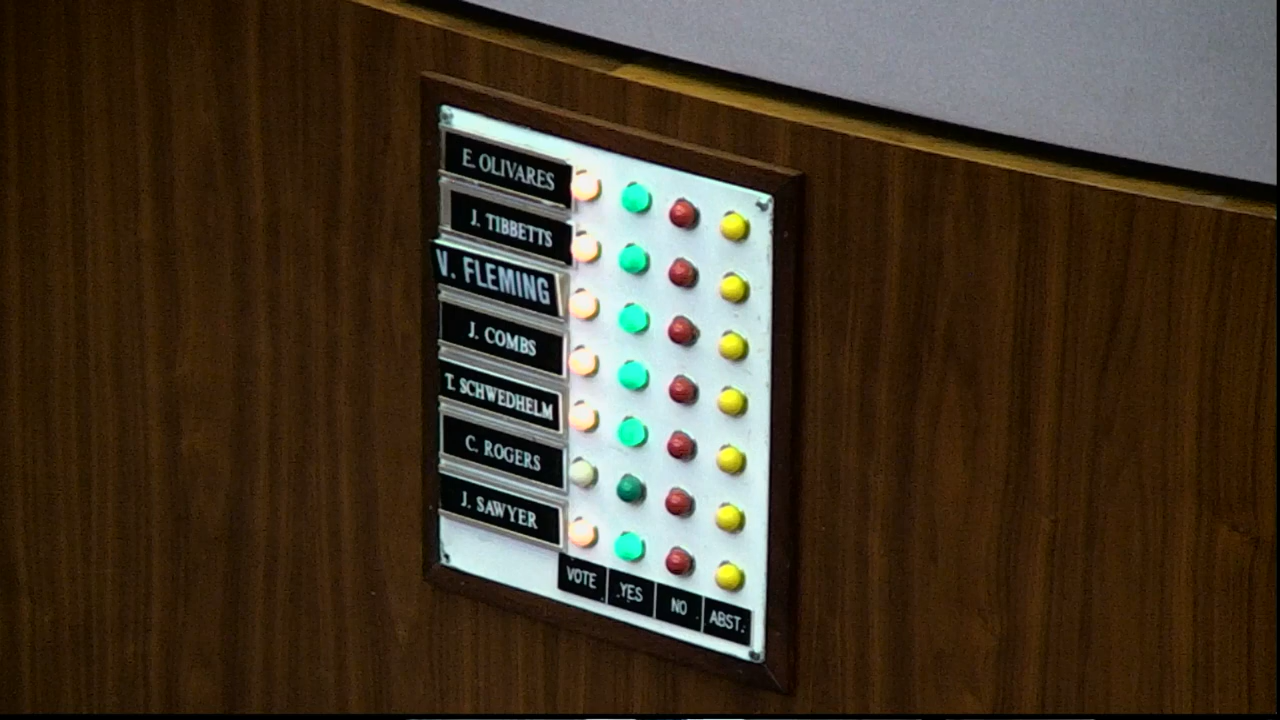 E. OLIVARES
J. TIBBETTS
V. FLEMING
J. COMBS
T. SCHWEDHELM
C. ROGERS
J. SAWYER
VOTE YES NO ABST.